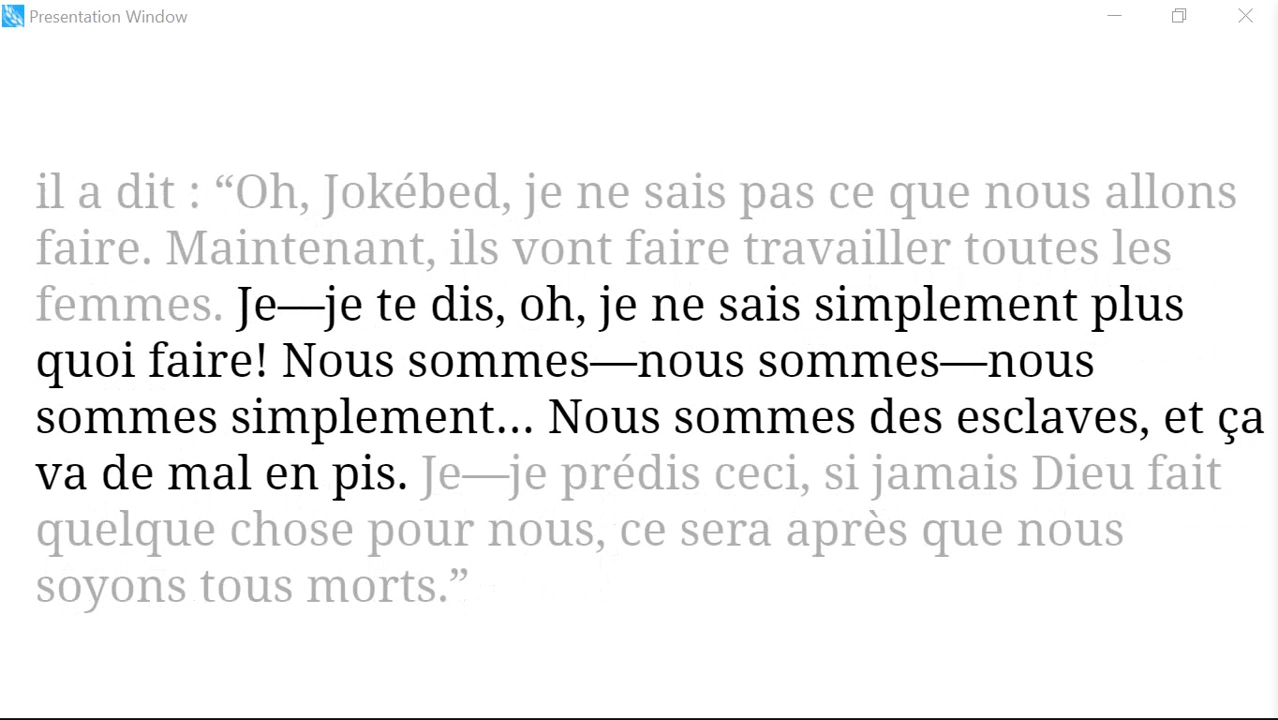 Presentation Window
il a dit : “Oh, Jokébed, je ne sais pas ce que nous allons
faire. Maintenant, ils vont faire travailler toutes les
femmes. Je—je te dis, oh, je ne sais simplement plus
quoi faire! Nous sommes—nous sommes—nous
sommes simplement... Nous sommes des esclaves, et ça
va de mal en pis. Je—je prédis ceci, si jamais Dieu fait
quelque chose pour nous, ce sera après que nous
soyons tous morts.”